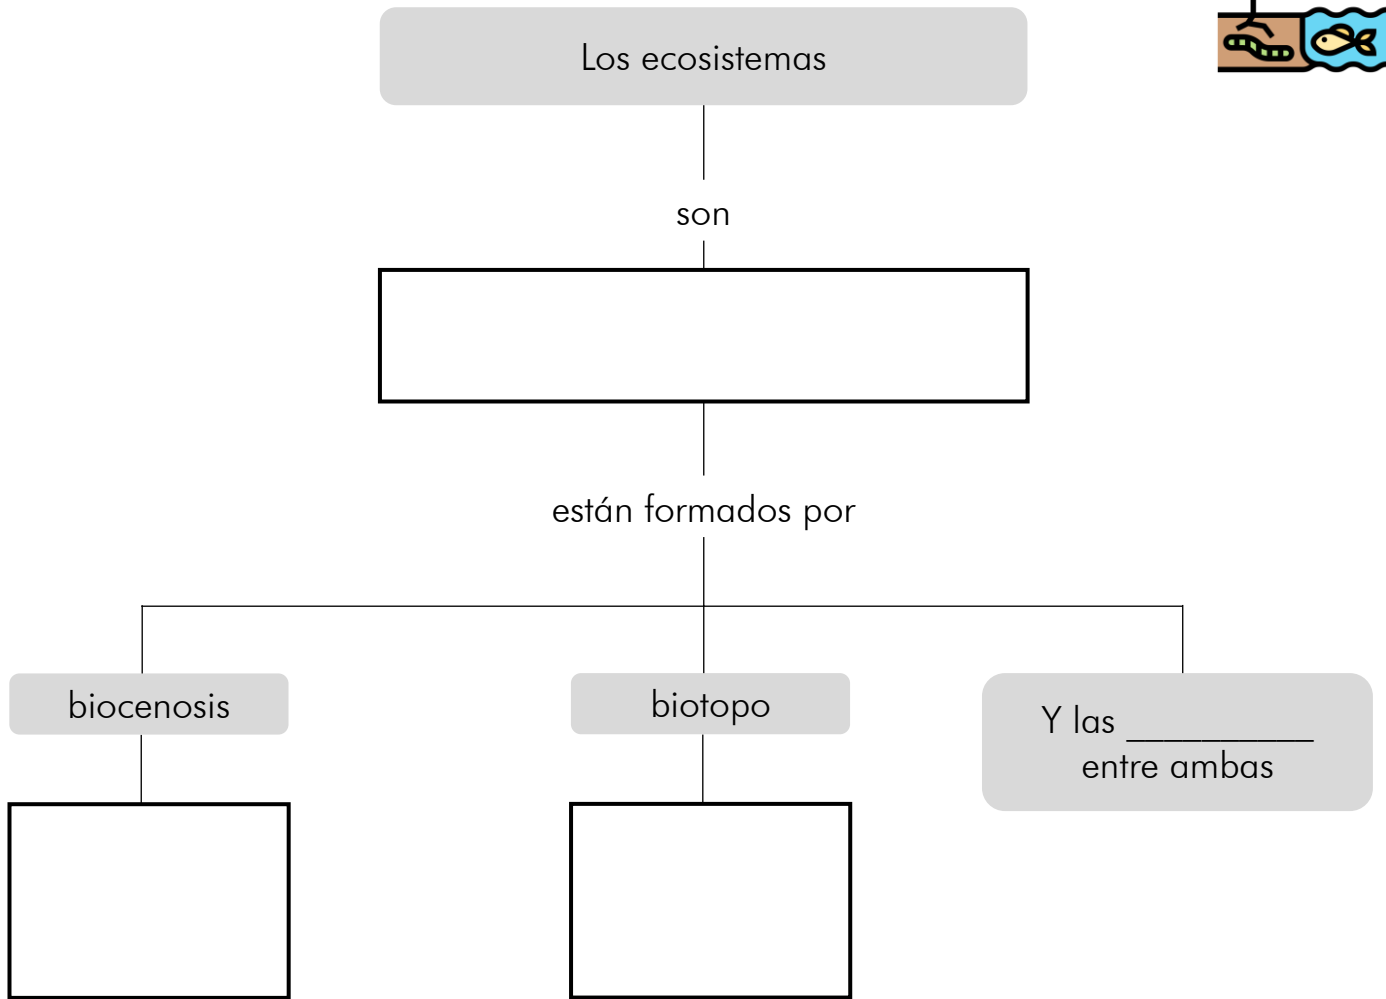 Los ecosistemas
son
están formados por
biocenosis
biotopo
Y las __________
entre ambas